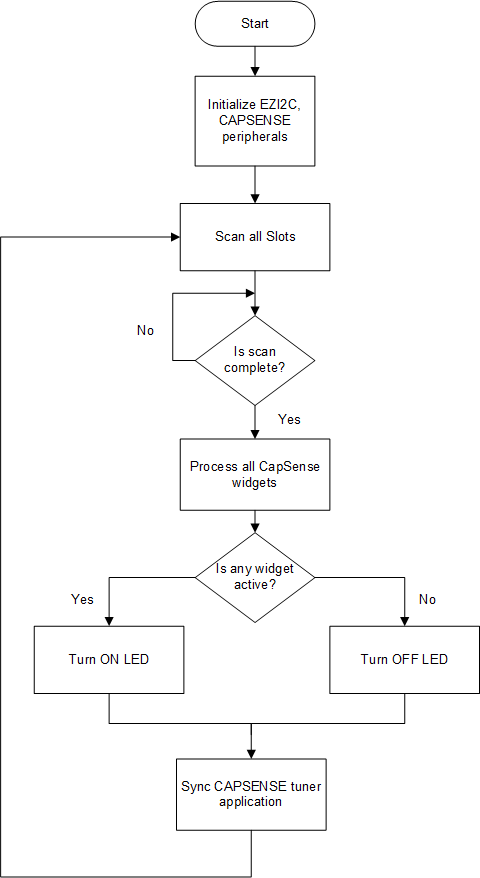 Start
Initialize EZI2C,
CAPSENSE
peripherals
Scan all Slots
No
Is scan
complete?
Yes
Process all CapSense
widgets
Is any widget
active?
Yes
No
Turn ON LED
Turn OFF LED
Sync CAPSENSE tuner
application